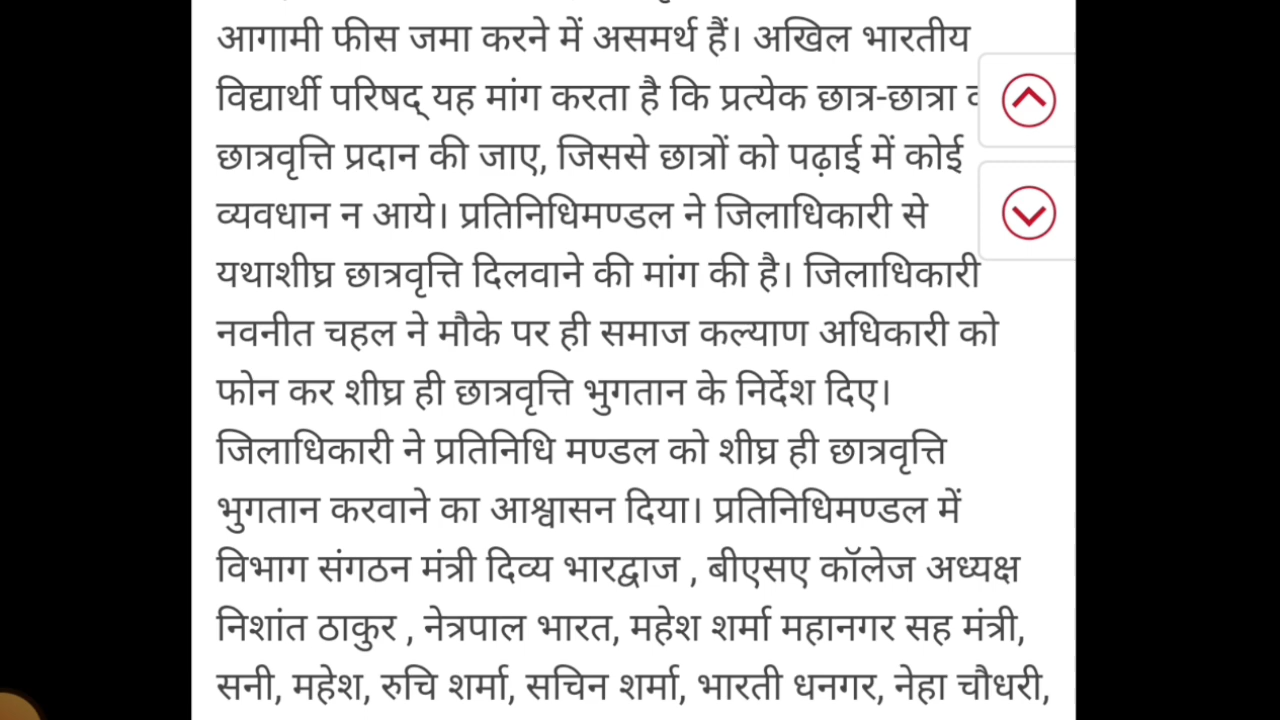 आगामी फीस जमा करने में असमर्थ हैं। अखिल भारतीय
विद्यार्थी परिषद् यह मांग करता है कि प्रत्येक छात्र-छात्रा
छात्रवृत्ति प्रदान की जाए, जिससे छात्रों को पढ़ाई में कोई
व्यवधान न आये। प्रतिनिधिमण्डल ने जिलाधिकारी से
यथाशीघ्र छात्रवृत्ति दिलवाने की मांग की है। जिलाधिकारी
नवनीत चहल ने मौके पर ही समाज कल्याण अधिकारी को
फोन कर शीघ्र ही छात्रवृत्ति भुगतान के निर्देश दिए।
जिलाधिकारी ने प्रतिनिधि मण्डल को शीघ्र ही छात्रवृत्ति
भुगतान करवाने का आश्वासन दिया। प्रतिनिधिमण्डल में
विभाग संगठन मंत्री दिव्य भारद्वाज , बीएसए कॉलेज अध्यक्ष
निशांत ठाकुर , नेत्रपाल भारत, महेश शर्मा महानगर सह मंत्री,
सनी, महेश, रुचि शर्मा, सचिन शर्मा, भारती धनगर, नेहा चौधरी,